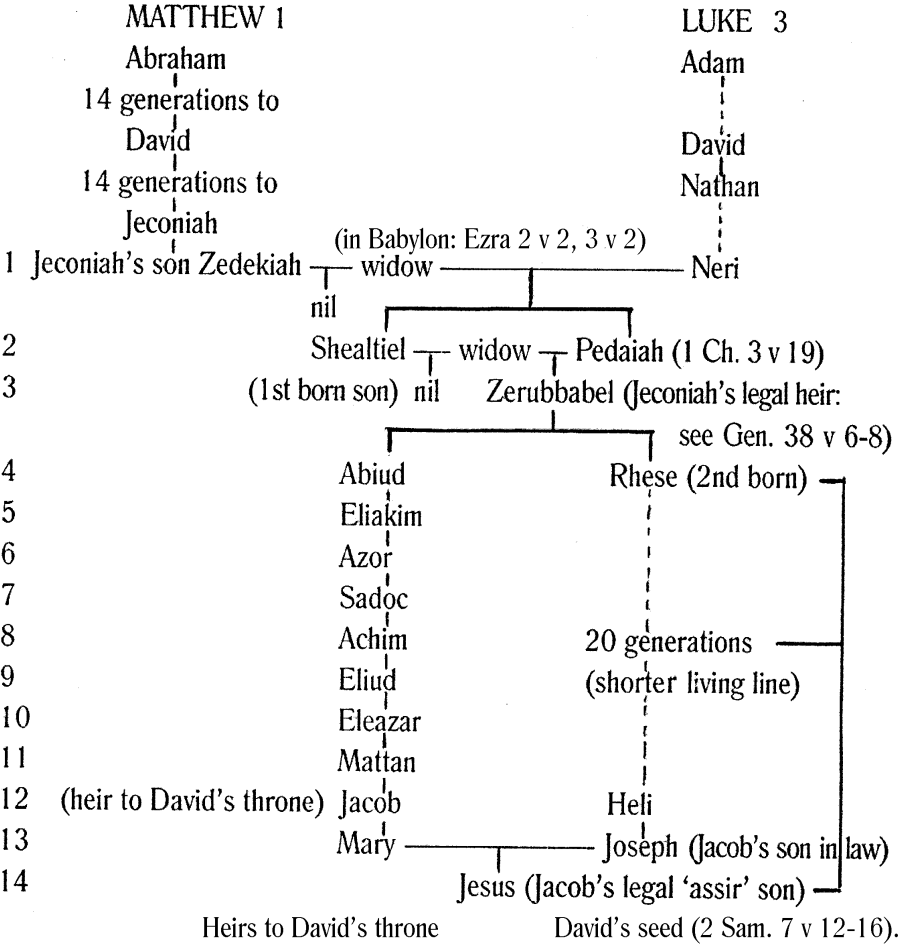 MATTHEW 1 LUKE 3
Abraham Adam
14 generations to
David David
14 generations to Nathan
Jeconiah
(in Babylon: Ezra 2 v 2, 3 v 2)
1 Jeconiah's son Zedekiah widow Neri
nil
2 Shealtiel widow Pedaiah (1 Ch. 3 v 19)
3 (1st born son) nil Zerubbabel (Jeconiah's legal heir:
see Gen. 38 v 6-8)
4 Abiud Rhese (2nd born)
5 Eliakim
6 Azor
7 Sadoc
8 Achim 20 generations
9 Eliud (shorter living line)
10 Eleazar
11 Mattan
12 (heir to David's throne) Jacob Heli
13 Mary Joseph (Jacob's son in law)
14 Jesus (Jacob's legal 'assir' son)
Heirs to David's throne David's seed (2 Sam. 7 v 12-16).